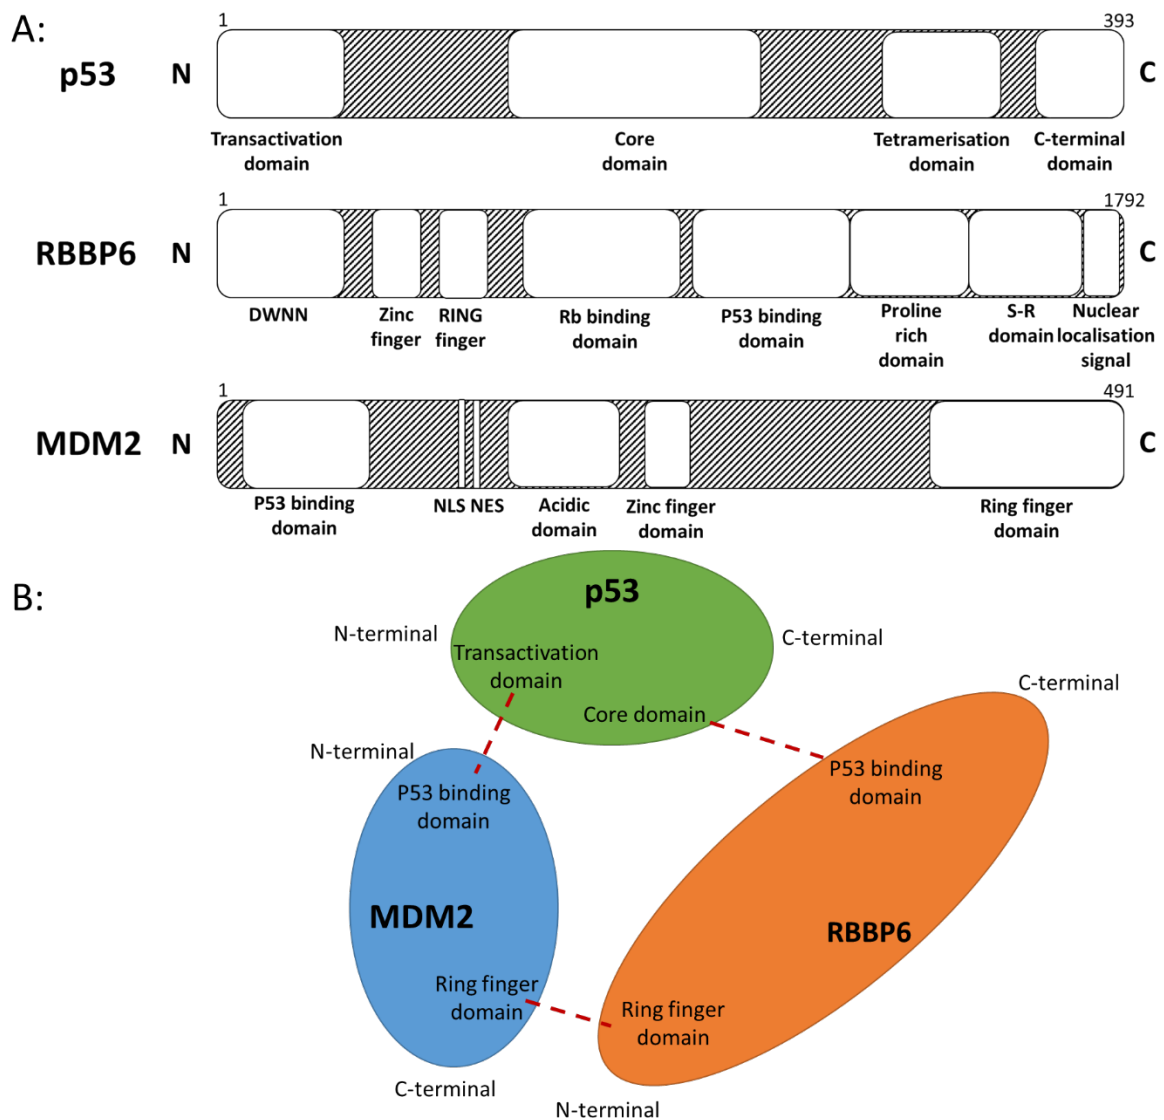 A:
1
393
p53
N
C
Transactivation
domain
Core
domain
Tetramerisation
domain
C-terminal
domain
1
1792
RBBP6
N
C
DWNN
Zinc
finger
RING
finger
Rb binding
domain
P53 binding
domain
Proline
rich
domain
S-R
domain
Nuclear
localisation
signal
1
491
MDM2
N
C
P53 binding
domain
NLS NES
Acidic
domain
Zinc finger
domain
Ring finger
domain
B:
p53
N-terminal
C-terminal
Transactivation
domain
Core domain
C-terminal
N-terminal
P53 binding
domain
P53 binding
domain
MDM2
RBBP6
Ring finger
domain
Ring finger
domain
C-terminal
N-terminal